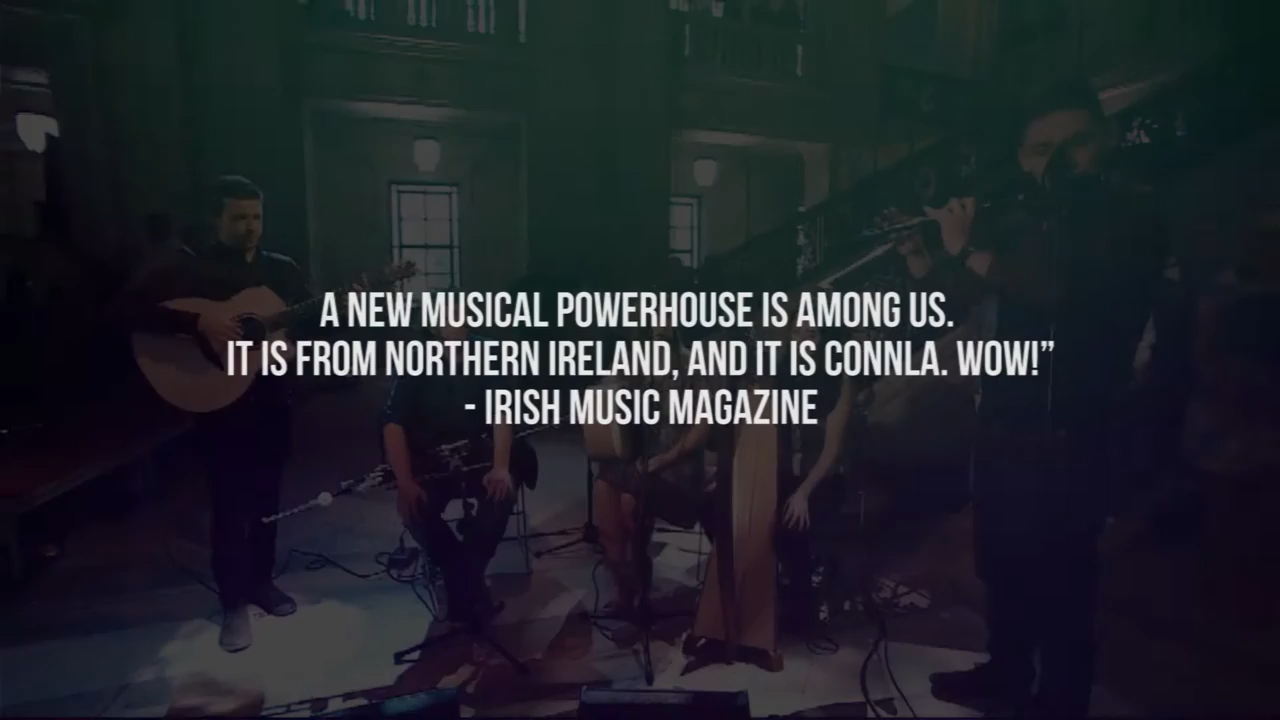 A NEW MUSICAL POWERHOUSE IS AMONG US.
IT IS FROM NORTHERN IRELAND, AND IT IS CONNLA. WOW!”
- IRISH MUSIC MAGAZINE